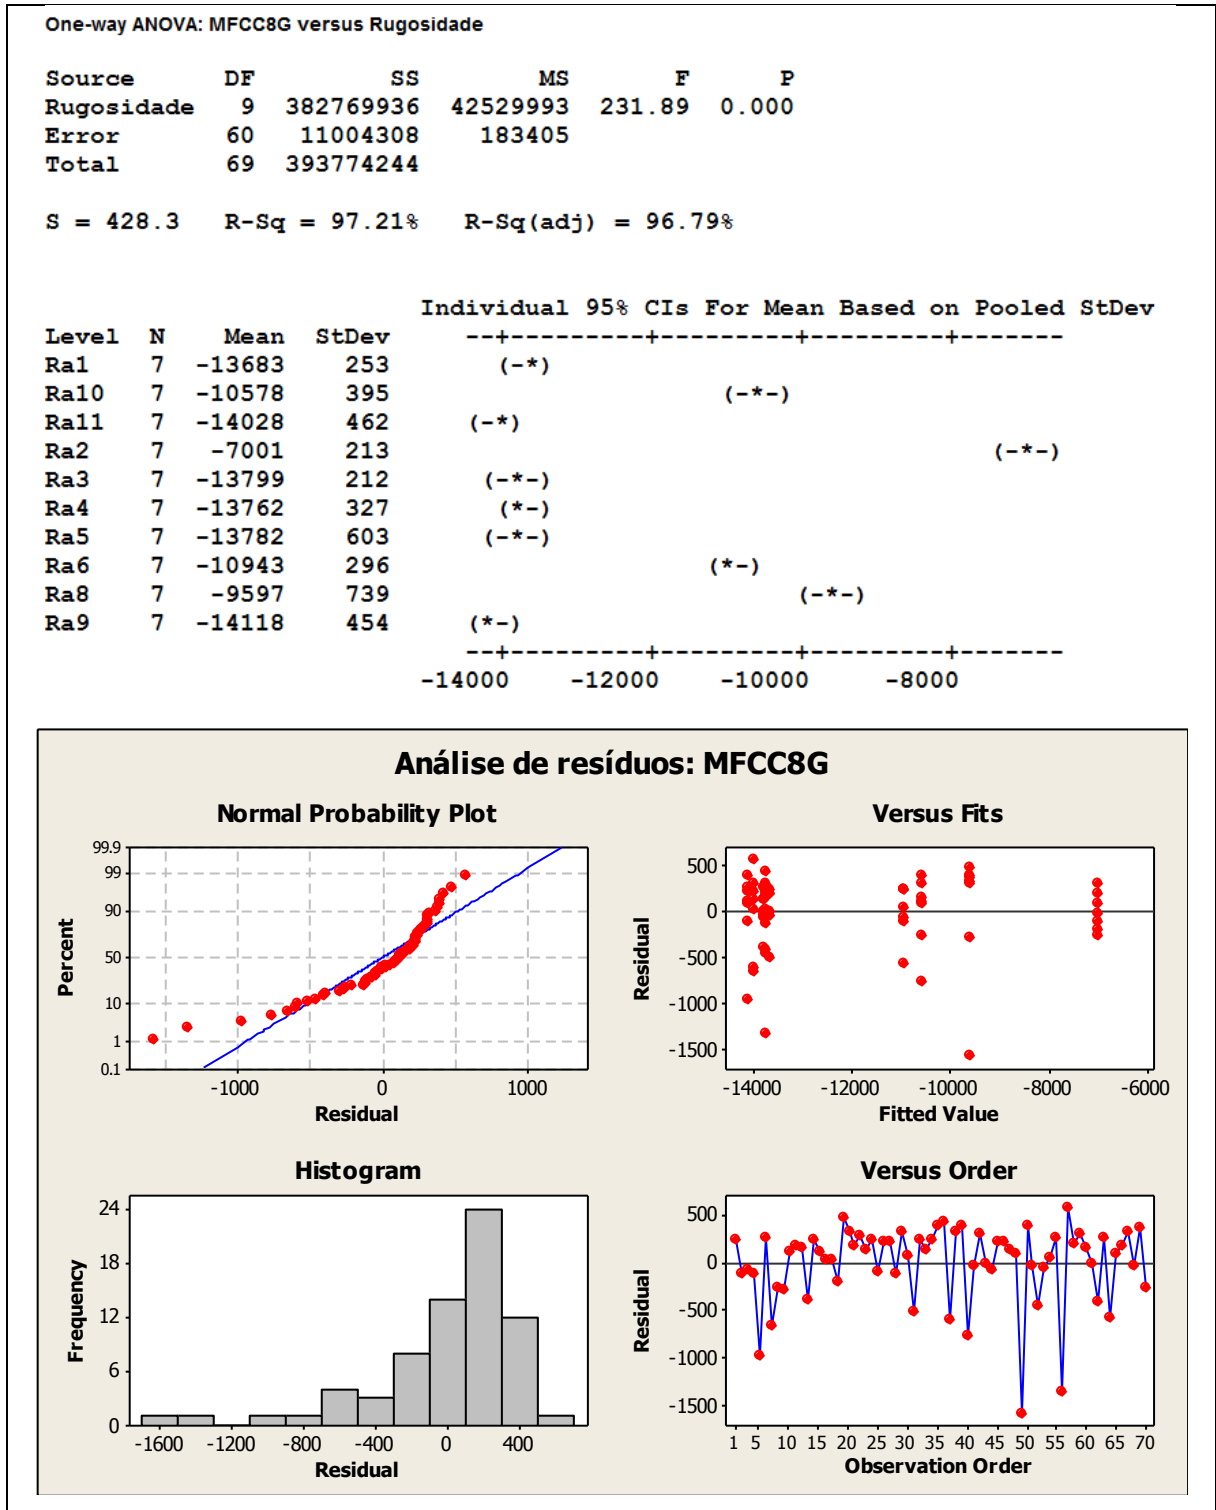 One-way ANOVA: MFCC8G versus Rugosidade
Source DF SS MS F P
Rugosidade 9 382769936 42529993 231.89 0.000
Error 60 11004308 183405
Total 69 393774244
S = 428.3 R-Sq = 97.21% R-Sq(adj) = 96.79%
Individual 95% CIs For Mean Based on Pooled StDev
Level N Mean StDev --+---------+---------+---------+-------
Ra1 7 -13683 253 (-*)
Ra10 7 -10578 395 (-*-)
Ra11 7 -14028 462 (-*)
Ra2 7 -7001 213 (-*-)
Ra3 7 -13799 212 (-*-)
Ra4 7 -13762 327 (*-)
Ra5 7 -13782 603 (-*-)
Ra6 7 -10943 296 (*-)
Ra8 7 -9597 739 (-*-)
Ra9 7 -14118 454 (*-)
--+---------+---------+---------+-------
-14000 -12000 -10000 -8000
Análise de resíduos: MFCC8G
Normal Probability Plot
99.9
99
90
50
10
1
0.1
Percent
-1000 0 1000
Residual
Versus Fits
500
0
-500
-1000
-1500
Residual
-14000 -12000 -10000 -8000 -6000
Fitted Value
Histogram
24
18
12
6
0
Frequency
-1600 -1200 -800 -400 0 400
Residual
Versus Order
500
0
-500
-1000
-1500
Residual
1 5 10 15 20 25 30 35 40 45 50 55 60 65 70
Observation Order